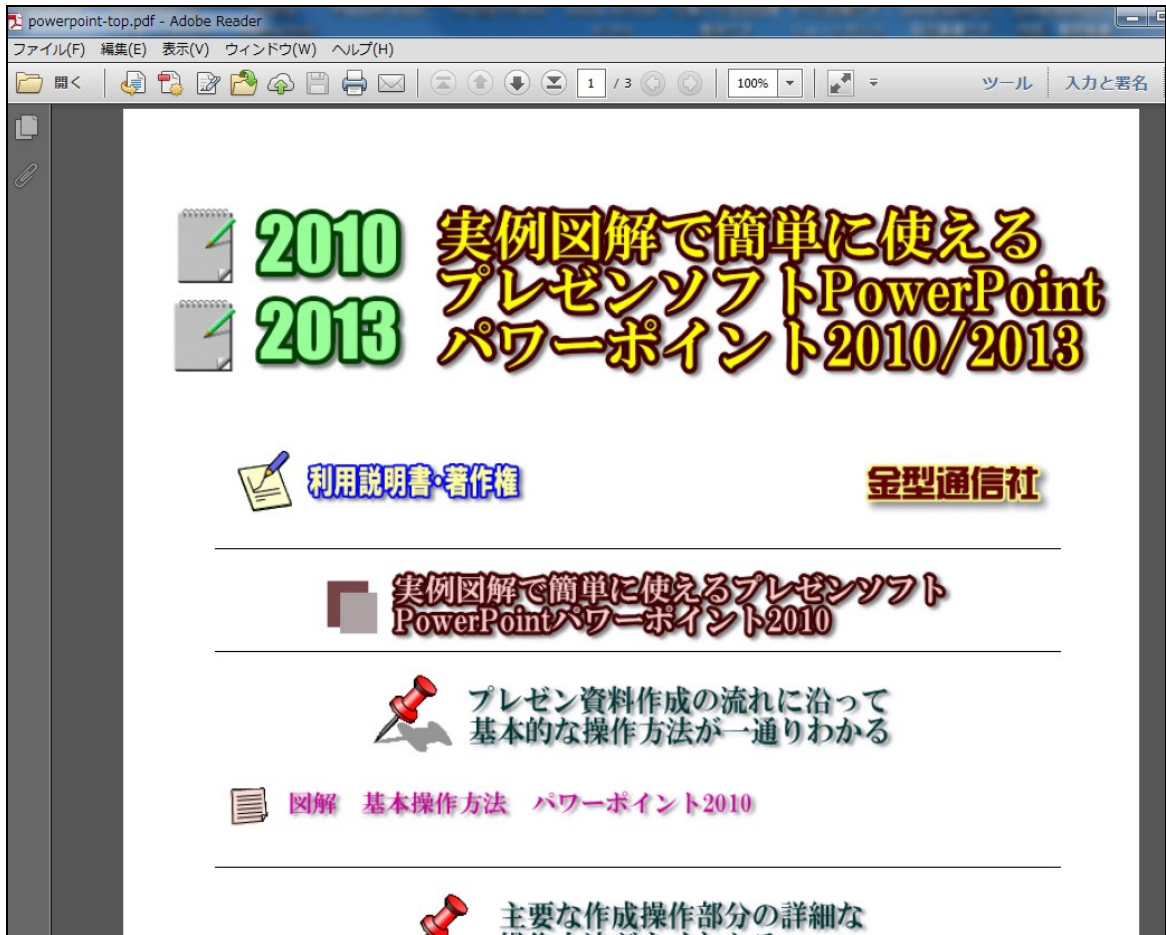 powerpoint-top.pdf - Adobe Reader
ファイル(F) 編集(E) 表示(V) ウィンドウ(W) ヘルプ(H)
開く 1 / 3 100% ツール 入力と署名
2010
2013
実例図解で簡単に使える
プレゼンソフトPowerPoint
パワーポイント2010/2013
利用説明書・著作権 金型通信社
実例図解で簡単に使えるプレゼンソフト
PowerPointパワーポイント2010
プレゼン資料作成の流れに沿って
基本的な操作方法が一通りわかる
図解 基本操作方法 パワーポイント2010
主要な作成操作部分の詳細な